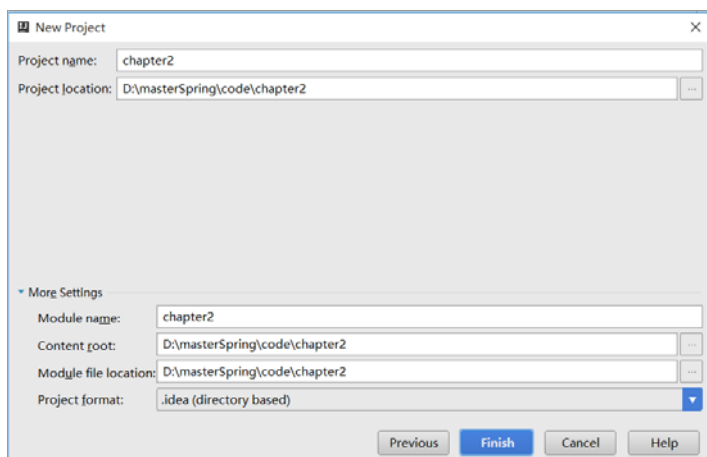 New Project
Project name: chapter2
Project location: D:\masterSpring\code\chapter2 ...
More Settings
Module name: chapter2
Content root: D:\masterSpring\code\chapter2 ...
Module file location: D:\masterSpring\code\chapter2 ...
Project format: .idea (directory based)
Previous Finish Cancel Help